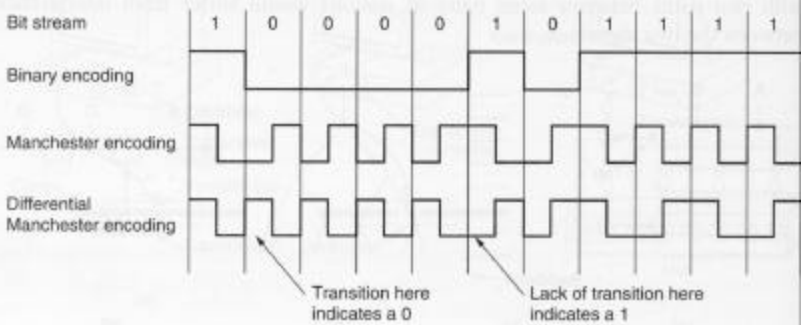 Bit stream 1 0 0 0 0 1 0 1 1 1 1
Binary encoding
Manchester encoding
Differential
Manchester encoding
Transition here
indicates a 0
Lack of transition here
indicates a 1